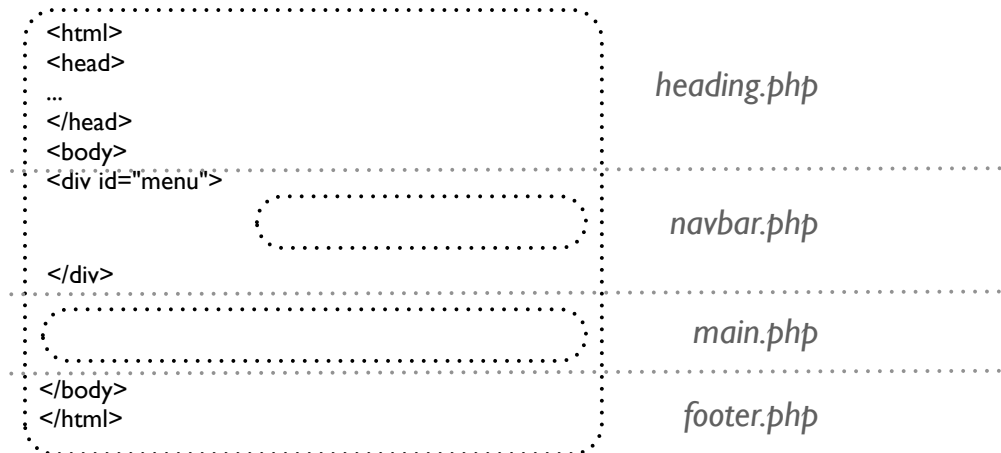 <html>
<head>
...
</head>
<body>
heading.php
<div id="menu">
navbar.php
</div>
main.php
</body>
</html>
footer.php